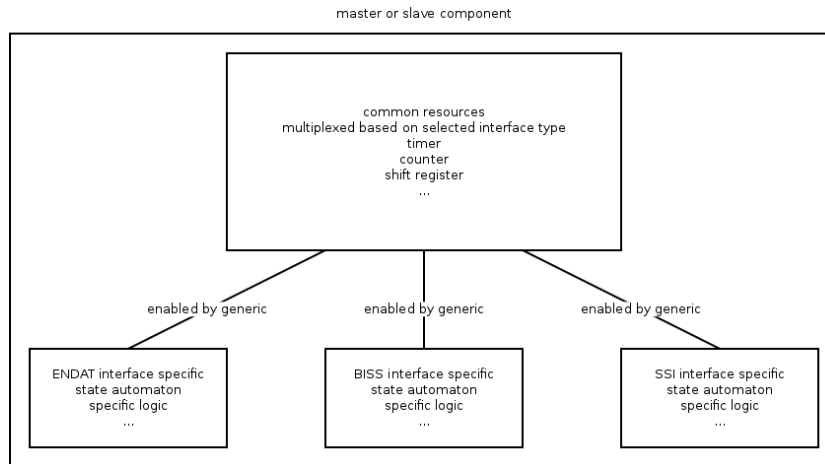 master or slave component
common resources
multiplexed based on selected interface type
timer
counter
shift register
...
enabled by generic
enabled by generic
enabled by generic
ENDAT interface specific
state automaton
specific logic
...
BISS interface specific
state automaton
specific logic
...
SSI interface specific
state automaton
specific logic
...